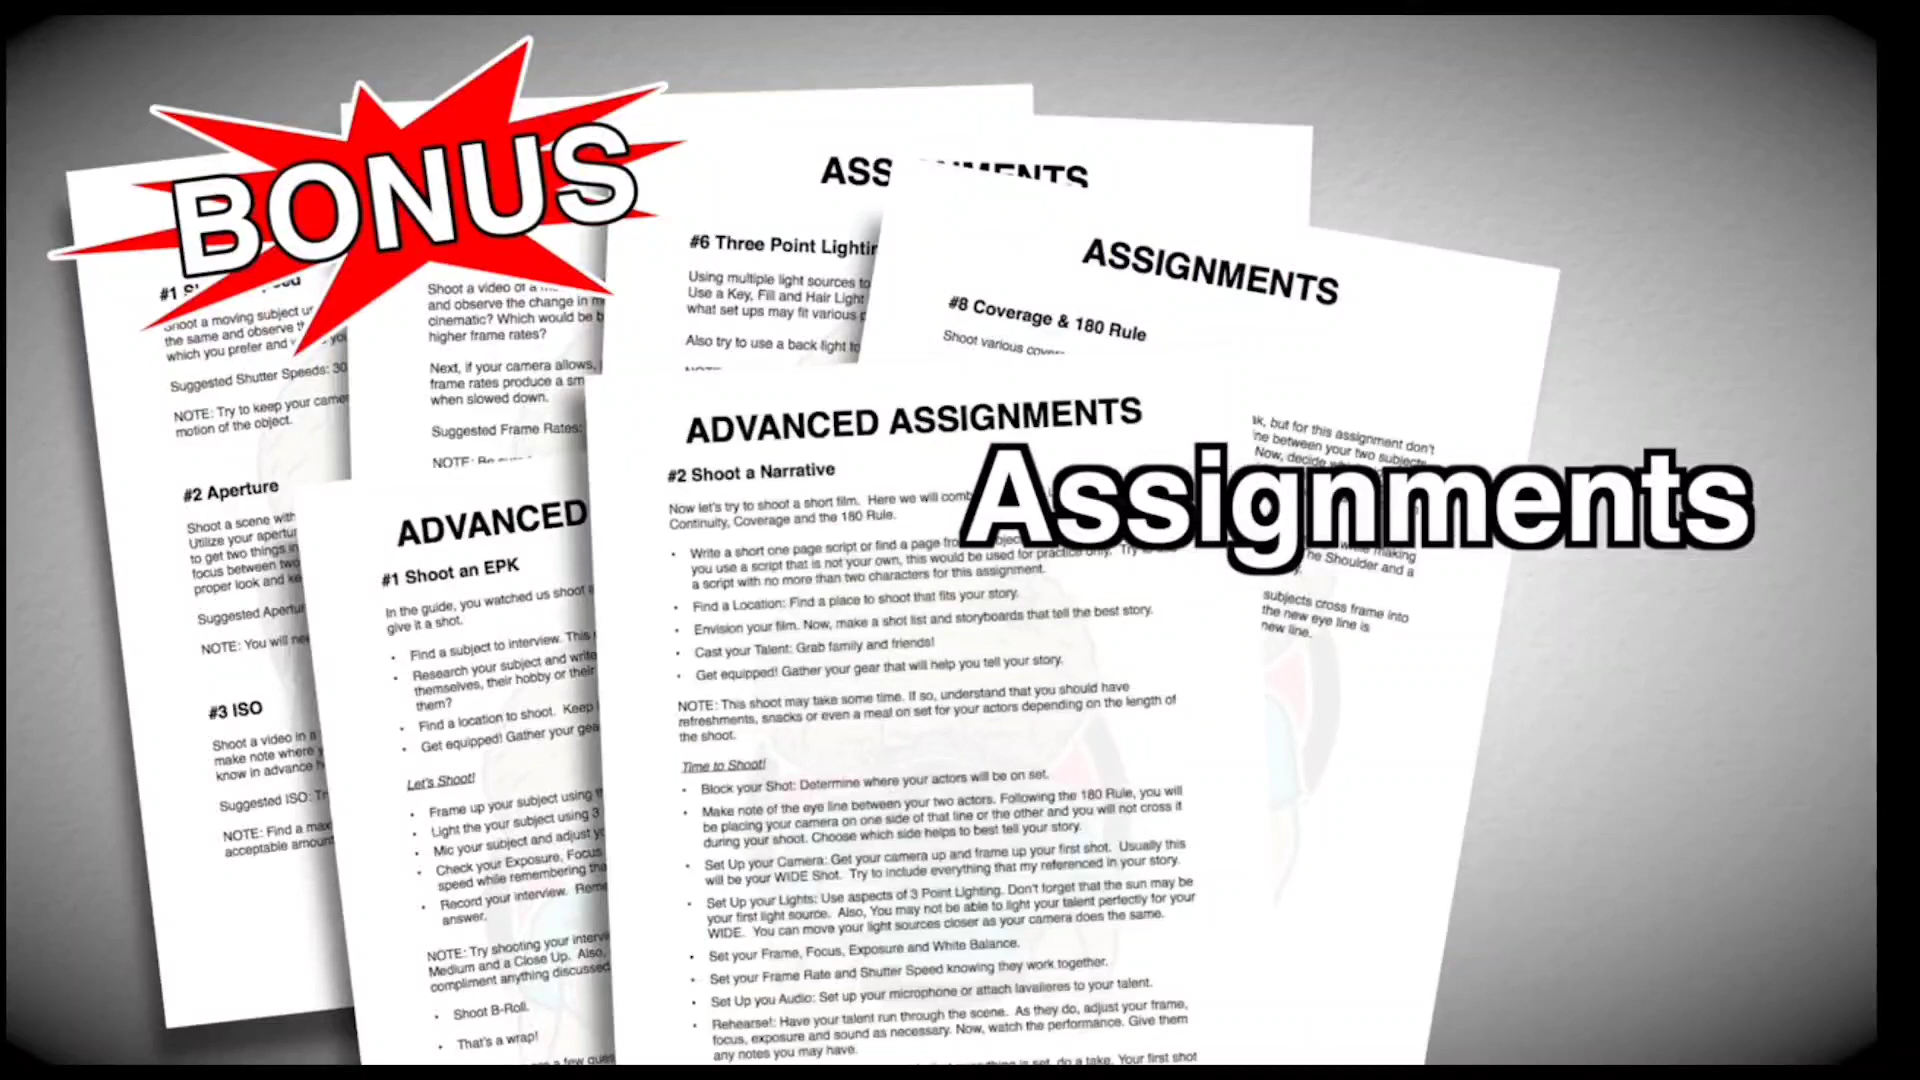 BONUS
Assignments
#1 S
Shoot a moving subject
the same and observe
which you prefer and
Suggested Shutter Speeds: 30
NOTE: Try to keep your
motion of the object.
#2 Aperture
Shoot a scene with
Utilize your
to get two things in
focus between two
proper look and
Suggested
NOTE: You will
#3 ISO
Shoot a video in a
make note where
know in advance
Suggested ISO:
NOTE: Find a
acceptable
Shoot a video of a
and observe the change in
cinematic? Which would be
higher frame rates?
Next, if your camera allows,
frame rates produce a
when slowed down.
Suggested Frame Rates:
NOTE:
ASSIGNMENTS
#6 Three Point
Using multiple light sources to
Use a Key, Fill and Hair Light
what set ups may fit various
Also try to use a back light to
ASSIGNMENTS
#8 Coverage & 180 Rule
Shoot various
but for this assignment don't
between your two subjects
Now, decide
making
The Shoulder and a
subjects cross frame into
the new eye line is
new line.
ADVANCED
#1 Shoot an EPK
In the guide, you watched us shoot
give it a shot.
• Find a subject to interview. This
• Research your subject and write
themselves, their hobby or their
them?
• Find a location to shoot. Keep
• Get equipped! Gather your
Let's Shoot!
• Frame up your subject using
• Light the your subject using 3
• Mic your subject and adjust
• Check your Exposure, Focus
speed while remembering
• Record your interview.
answer.
NOTE: Try shooting your
Medium and a Close Up. Also,
compliment anything discussed
• Shoot B-Roll.
• That's a wrap!
a few
ADVANCED ASSIGNMENTS
#2 Shoot a Narrative
Now let's try to shoot a short film. Here we will
Continuity, Coverage and the 180 Rule.
• Write a short one page script or find a page
you use a script that is not your own, this would be used for practice only. Try
a script with no more than two characters for this assignment.
• Find a Location: Find a place to shoot that fits your story.
• Envision your film. Now, make a shot list and storyboards that tell the best story.
• Cast your Talent: Grab family and friends!
• Get equipped! Gather your gear that will help you tell your story.
NOTE: This shoot may take some time. If so, understand that you should have
refreshments, snacks or even a meal on set for your actors depending on the length of
the shoot.
Time to Shoot!
• Block your Shot: Determine where your actors will be on set.
• Make note of the eye line between your two actors. Following the 180 Rule, you will
be placing your camera on one side of that line or the other and you will not cross it
during your shoot. Choose which side helps to best tell your story.
• Set Up your Camera: Get your camera up and frame up your first shot. Usually this
will be your WIDE Shot. Try to include everything that my referenced in your story.
• Set Up your Lights: Use aspects of 3 Point Lighting. Don't forget that the sun may be
your first light source. Also, You may not be able to light your talent perfectly for your
WIDE. You can move your light sources closer as your camera does the same.
• Set your Frame, Focus, Exposure and White Balance.
• Set your Frame Rate and Shutter Speed knowing they work together.
• Set Up you Audio: Set up your microphone or attach lavalieres to your talent.
• Rehearse!: Have your talent run through the scene. As they do, adjust your frame,
focus, exposure and sound as necessary. Now, watch the performance. Give them
any notes you may have.
is set, do a take. Your first shot